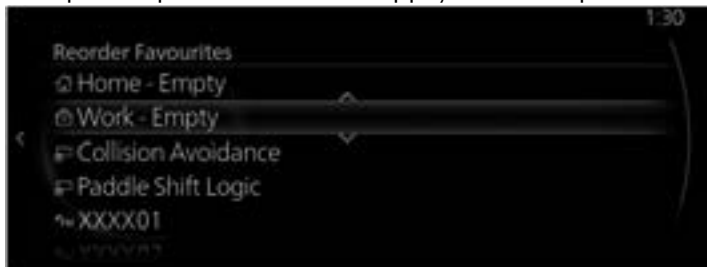 1:30
Reorder Favourites
Home - Empty
Work - Empty
Collision Avoidance
Paddle Shift Logic
XXXX01